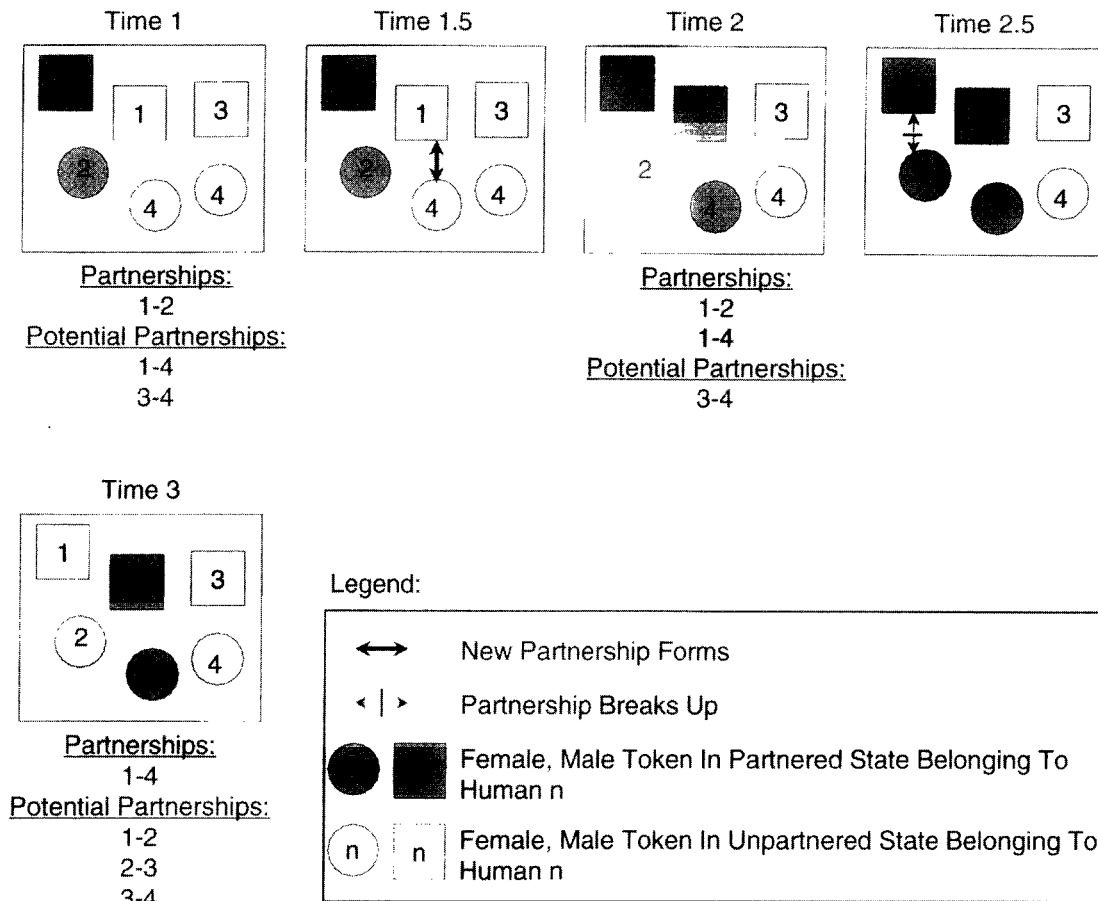 Time 1
Time 1.5
Time 2
Time 2.5
1
3
2
4
4
1
3
2
4
4
3
2
4
4
3
4
Partnerships:
1-2
Potential Partnerships:
1-4
3-4
Partnerships:
1-2
1-4
Potential Partnerships:
3-4
Time 3
1
3
2
4
Partnerships:
1-4
Potential Partnerships:
1-2
2-3
3-4
Legend:
New Partnership Forms
Partnership Breaks Up
Female, Male Token In Partnered State Belonging To
Human n
n
n
Female, Male Token In Unpartnered State Belonging To
Human n